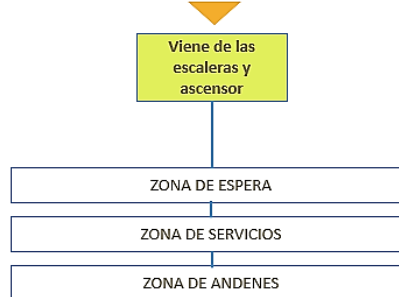 Viene de las
escaleras y
ascensor
ZONA DE ESPERA
ZONA DE SERVICIOS
ZONA DE ANDENES